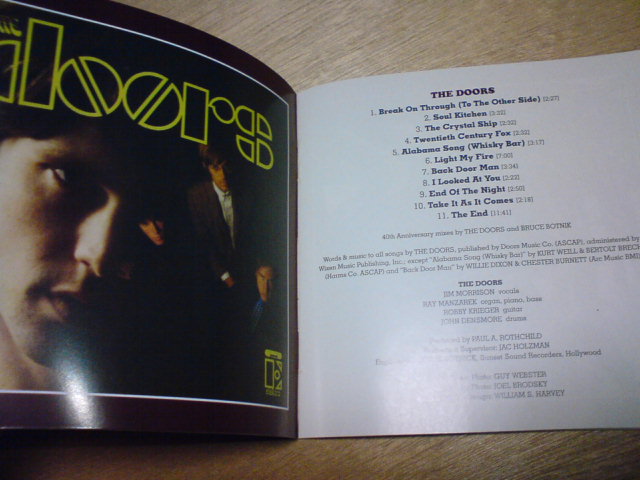 THE
doors
THE DOORS
1. Break On Through (To The Other Side) [2:27]
2. Soul Kitchen [3:32]
3. The Crystal Ship [2:32]
4. Twentieth Century Fox [2:32]
5. Alabama Song (Whisky Bar) [3:17]
6. Light My Fire [7:00]
7. Back Door Man [3:34]
8. I Looked At You [2:22]
9. End Of The Night [2:50]
10. Take It As It Comes [2:18]
11. The End [11:41]
40th Anniversary mixes by THE DOORS and BRUCE BOTNIK
Words & music to all songs by THE DOORS, published by Doors Music Co. (ASCAP), administered by
Wixen Music Publishing, Inc.; except "Alabama Song (Whisky Bar)" by KURT WEILL & BERTOLT BRECH
(Harms Co. ASCAP) and "Back Door Man" by WILLIE DIXON & CHESTER BURNETT (Arc Music BMI)
THE DOORS
JIM MORRISON vocals
RAY MANZAREK organ, piano, bass
ROBBY KRIEGER guitar
JOHN DENSMORE drums
Produced by PAUL A. ROTHCHILD
Supervisor: JAC HOLZMAN
Sunset Sound Recorders, Hollywood
GUY WEBSTER
JOEL BRODSKY
WILLIAM S. HARVEY